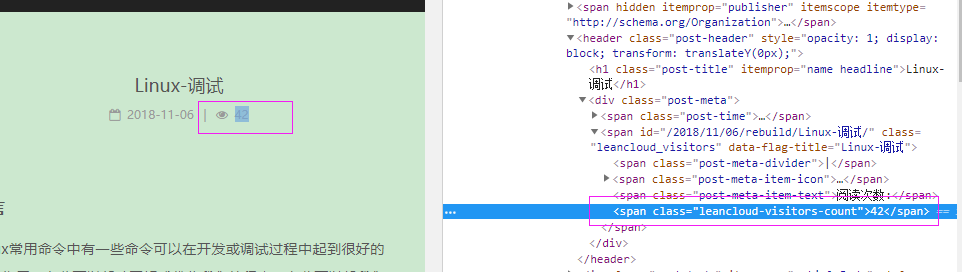 Linux-调试
2018-11-06 | 42
x常用命令中有一些命令可以在开发或调试过程中起到很好的
<span hidden itemprop="publisher" itemscope itemtype=
"http://schema.org/Organization">…</span>
<header class="post-header" style="opacity: 1; display:
block; transform: translateY(0px);">
<h1 class="post-title" itemprop="name headline">Linux-
调试</h1>
<div class="post-meta">
<span class="post-time">…</span>
<span id="/2018/11/06/rebuild/Linux-调试/" class=
"leancloud_visitors" data-flag-title="Linux-调试">
<span class="post-meta-divider">|</span>
<span class="post-meta-item-icon">…</span>
<span class="post-meta-item-text">阅读次数:</span>
… <span class="leancloud-visitors-count">42</span> ==
</span>
</div>
</header>